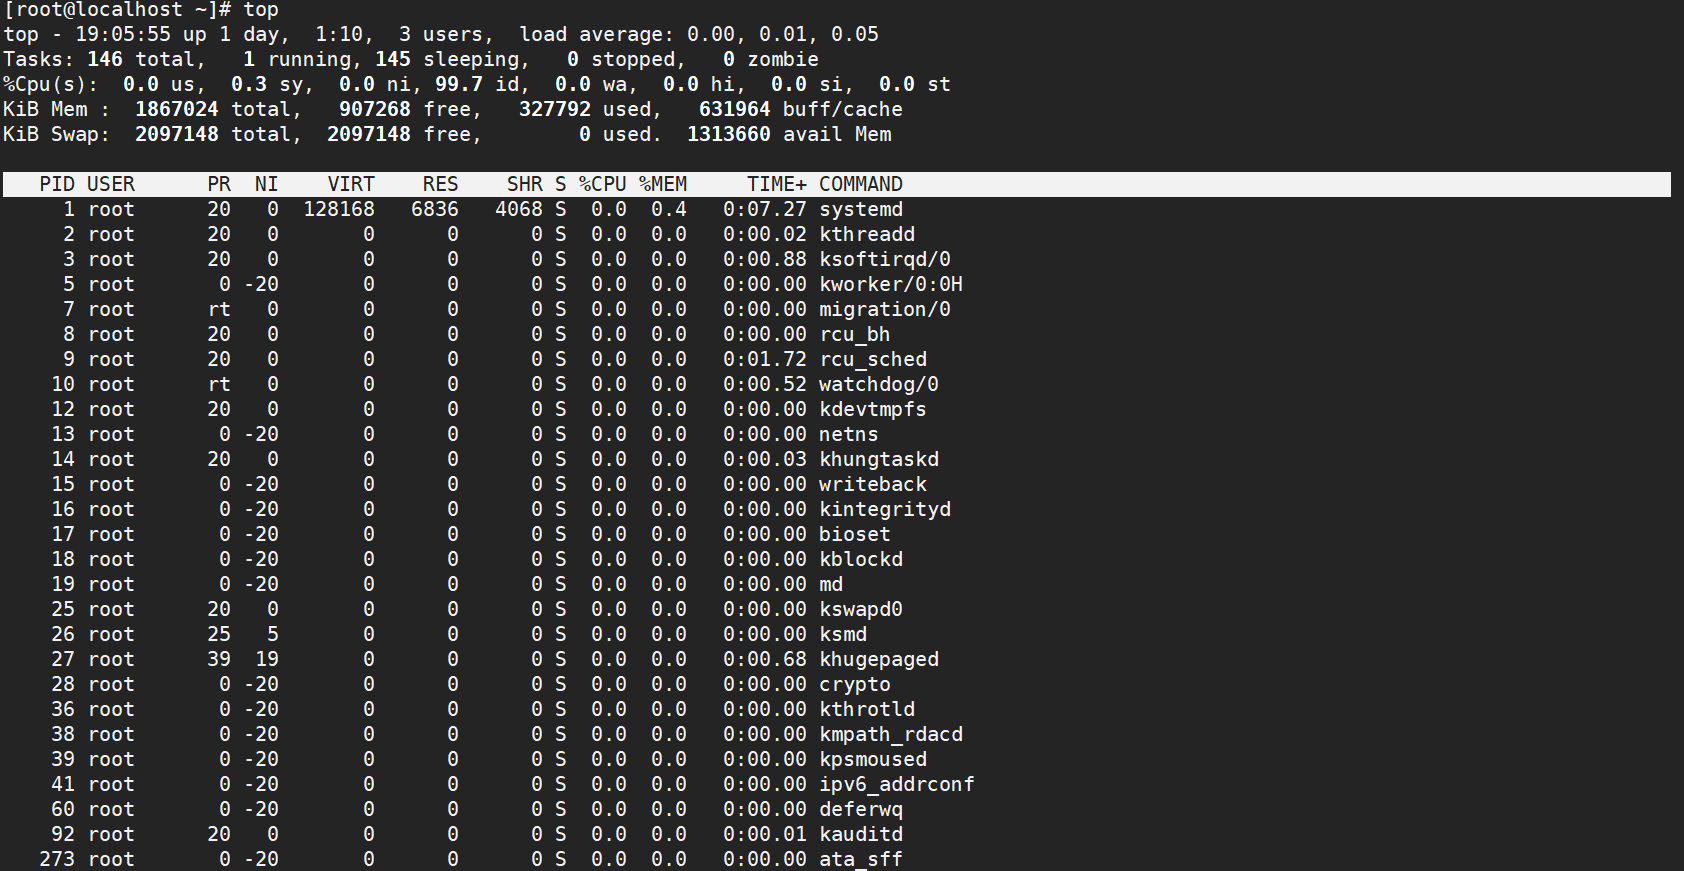 [root@localhost ~]# top
top - 19:05:55 up 1 day,  1:10,  3 users,  load average: 0.00, 0.01, 0.05
Tasks: 146 total,   1 running, 145 sleeping,   0 stopped,   0 zombie
%Cpu(s):  0.0 us,  0.3 sy,  0.0 ni, 99.7 id,  0.0 wa,  0.0 hi,  0.0 si,  0.0 st
KiB Mem :  1867024 total,   907268 free,   327792 used,   631964 buff/cache
KiB Swap:  2097148 total,  2097148 free,        0 used.  1313660 avail Mem
PID USER      PR  NI    VIRT    RES    SHR S %CPU %MEM     TIME+ COMMAND
1 root      20   0  128168   6836   4068 S  0.0  0.4   0:07.27 systemd
2 root      20   0       0      0      0 S  0.0  0.0   0:00.02 kthreadd
3 root      20   0       0      0      0 S  0.0  0.0   0:00.88 ksoftirqd/0
5 root       0 -20       0      0      0 S  0.0  0.0   0:00.00 kworker/0:0H
7 root      rt   0       0      0      0 S  0.0  0.0   0:00.00 migration/0
8 root      20   0       0      0      0 S  0.0  0.0   0:00.00 rcu_bh
9 root      20   0       0      0      0 S  0.0  0.0   0:01.72 rcu_sched
10 root      rt   0       0      0      0 S  0.0  0.0   0:00.52 watchdog/0
12 root      20   0       0      0      0 S  0.0  0.0   0:00.00 kdevtmpfs
13 root       0 -20       0      0      0 S  0.0  0.0   0:00.00 netns
14 root      20   0       0      0      0 S  0.0  0.0   0:00.03 khungtaskd
15 root       0 -20       0      0      0 S  0.0  0.0   0:00.00 writeback
16 root       0 -20       0      0      0 S  0.0  0.0   0:00.00 kintegrityd
17 root       0 -20       0      0      0 S  0.0  0.0   0:00.00 bioset
18 root       0 -20       0      0      0 S  0.0  0.0   0:00.00 kblockd
19 root       0 -20       0      0      0 S  0.0  0.0   0:00.00 md
25 root      20   0       0      0      0 S  0.0  0.0   0:00.00 kswapd0
26 root      25   5       0      0      0 S  0.0  0.0   0:00.00 ksmd
27 root      39  19       0      0      0 S  0.0  0.0   0:00.68 khugepaged
28 root       0 -20       0      0      0 S  0.0  0.0   0:00.00 crypto
36 root       0 -20       0      0      0 S  0.0  0.0   0:00.00 kthrotld
38 root       0 -20       0      0      0 S  0.0  0.0   0:00.00 kmpath_rdacd
39 root       0 -20       0      0      0 S  0.0  0.0   0:00.00 kpsmoused
41 root       0 -20       0      0      0 S  0.0  0.0   0:00.00 ipv6_addrconf
60 root       0 -20       0      0      0 S  0.0  0.0   0:00.00 deferwq
92 root      20   0       0      0      0 S  0.0  0.0   0:00.01 kauditd
273 root       0 -20       0      0      0 S  0.0  0.0   0:00.00 ata_sff